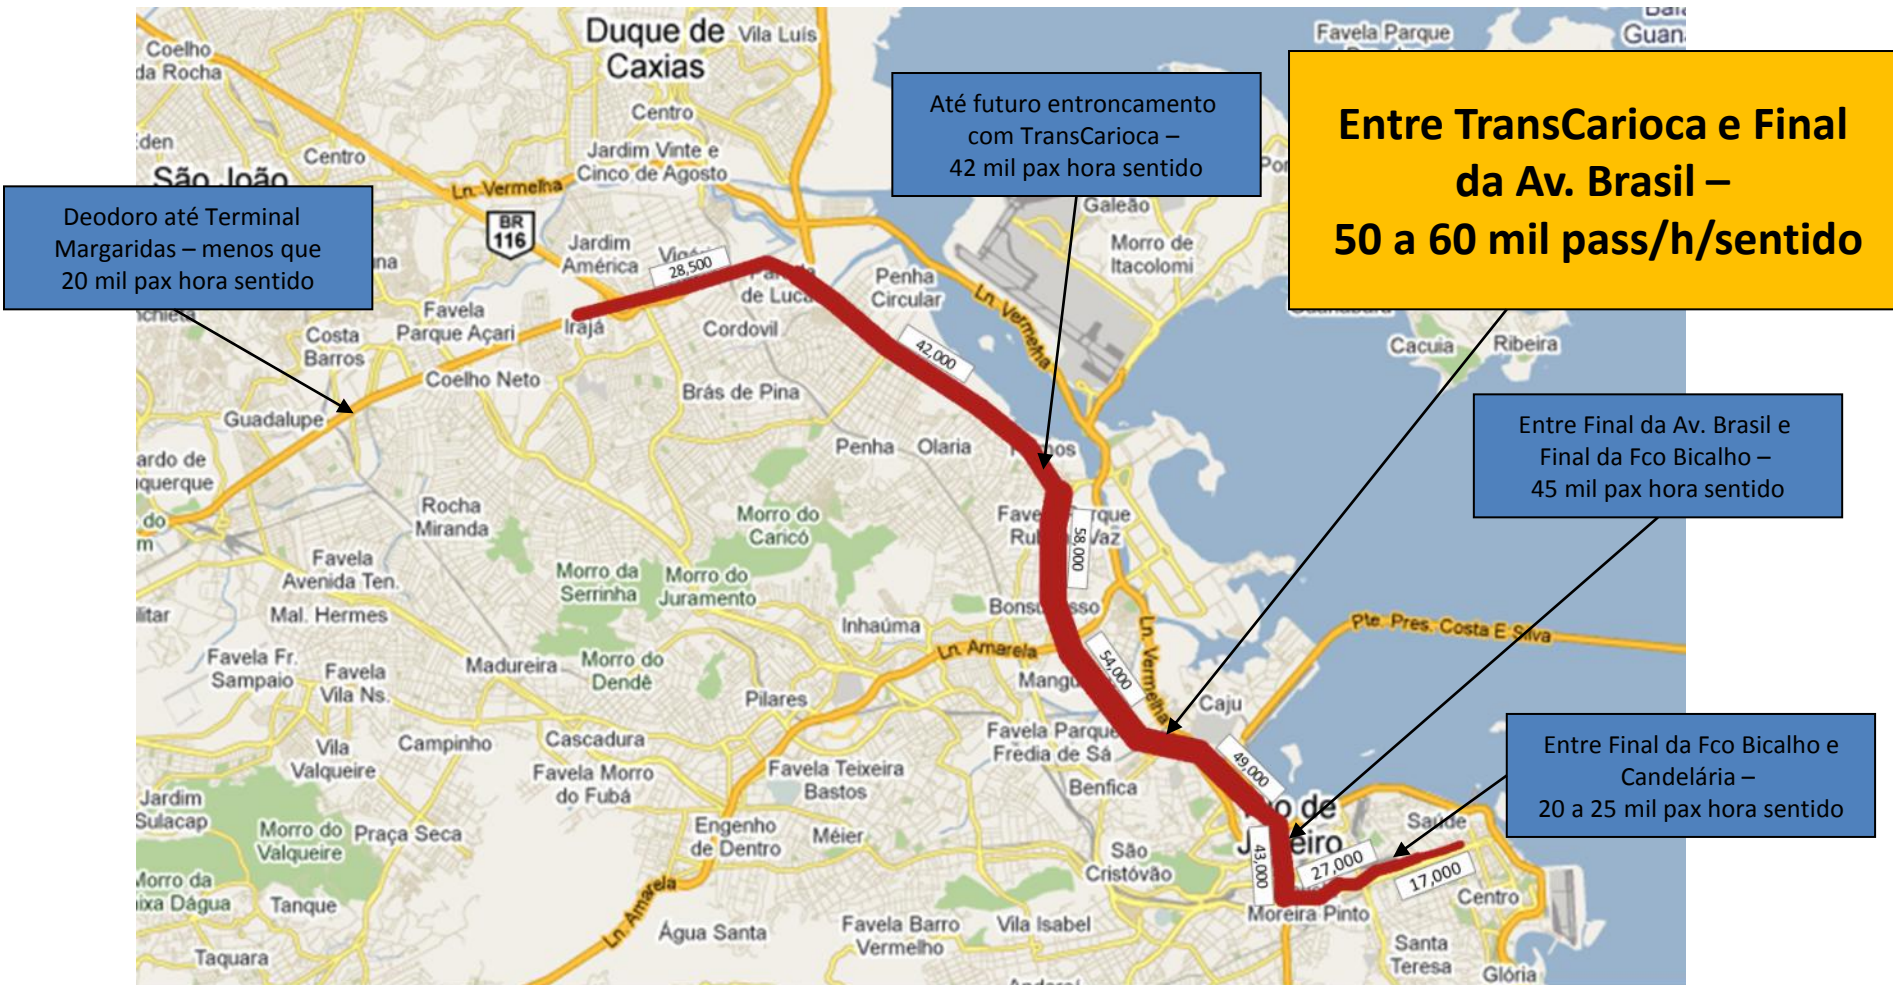 Duque de
Caxias
Vila Luís
Favela Parque
Coelho
da Rocha
Centro
Até futuro entroncamento
com TransCarioca –
42 mil pax hora sentido
Entre TransCarioca e Final
da Av. Brasil –
50 a 60 mil pass/h/sentido
Centro
Jardim Vinte e
Cinco de Agosto
São João
Ln. Vermelha
BR
116
Deodoro até Terminal
Margaridas – menos que
20 mil pax hora sentido
Galeão
Morro de
Itacolomi
Jardim
América
28,500
de Luca
Penha
Circular
Ln. Vermelha
Favela
Parque Açari
Irajá
Cordovil
Costa
Barros
42,000
Cacuia
Ribeira
Coelho Neto
Brás de Pina
Guadalupe
Penha
Olaria
Entre Final da Av. Brasil e
Final da Fco Bicalho –
45 mil pax hora sentido
Rocha
Miranda
Morro do
Caricó
58,000
Favela
Avenida Ten.
Morro da
Serrinha
Morro do
Juramento
Mal. Hermes
Inhaúma
Ln. Vermelha
Pte. Pres. Costa E Silva
Ln. Amarela
Favela Fr.
Sampaio
Favela
Vila Ns.
Madureira
Morro do
Dendê
Pilares
54,000
Caju
Vila
Valqueire
Campinho
Cascadura
Favela Parque
Fredia de Sá
49,000
Entre Final da Fco Bicalho e
Candelária –
20 a 25 mil pax hora sentido
Favela Morro
do Fubá
Favela Teixeira
Bastos
Benfica
Jardim
Sulacap
Morro do
Valqueire
Praça Seca
Engenho
de Dentro
Méier
São
Cristóvão
Saúde
43,000
27,000
17,000
Morro da
Tanque
Ln. Amarela
Água Santa
Favela Barro
Vermelho
Vila Isabel
Moreira Pinto
Centro
Taquara
Santa
Teresa
Glória